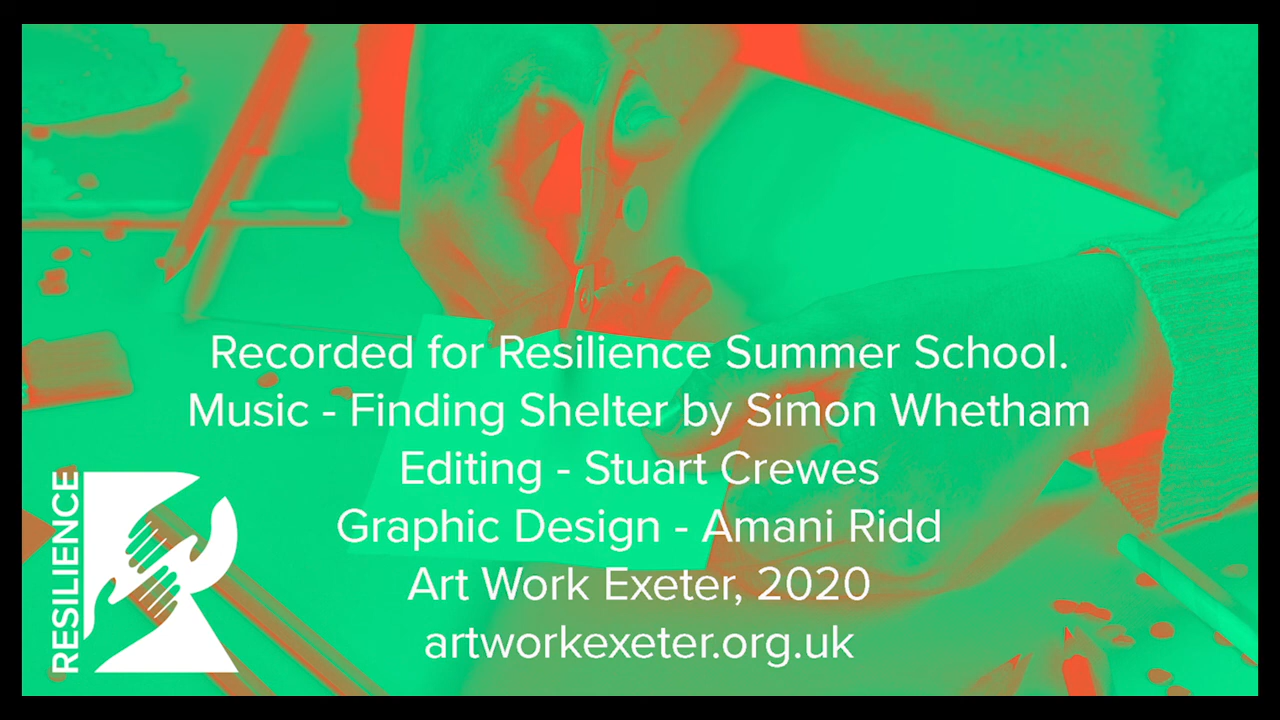 Recorded for Resilience Summer School.
Music - Finding Shelter by Simon Whetham
Editing - Stuart Crewes
Graphic Design - Amani Ridd
Art Work Exeter, 2020
artworkexeter.org.uk
RESILIENCE